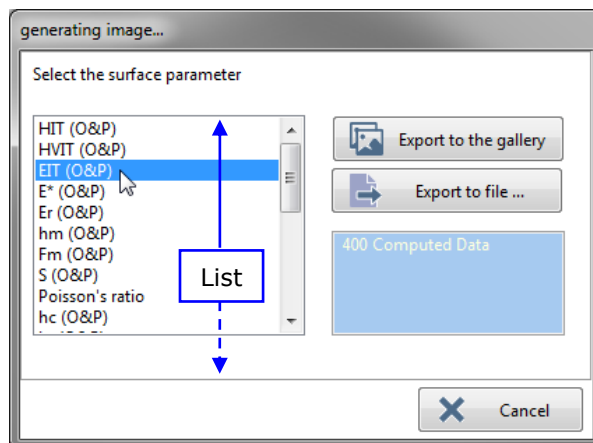 generating image...
Select the surface parameter
HIT (O&P)
HVIT (O&P)
EIT (O&P)
E* (O&P)
Er (O&P)
hm (O&P)
Fm (O&P)
S (O&P)
Poisson's ratio
hc (O&P)
List
Export to the gallery
Export to file ...
400 Computed Data
Cancel